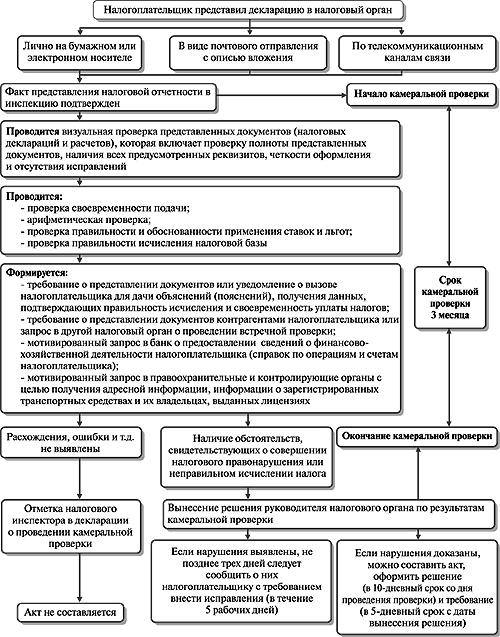 Налогоплательщик представил декларацию в налоговый орган
Лично на бумажном или
электронном носителе
В виде почтового отправления
с описью вложения
По телекоммуникационным
каналам связи
Факт представления налоговой отчетности в
инспекцию подтвержден
Начало камеральной проверки
Проводится визуальная проверка представленных документов (налоговых
деклараций и расчетов), которая включает проверку полноты представленных
документов, наличия всех предусмотренных реквизитов, четкости оформления
и отсутствия исправлений
Проводится:
- проверка своевременности подачи;
- арифметическая проверка;
- проверка правильности и обоснованности применения ставок и льгот;
- проверка правильности исчисления налоговой базы
Формируется:
- требование о представлении документов или уведомление о вызове
налогоплательщика для дачи объяснений (пояснений), получения данных,
подтверждающих правильность исчисления и своевременность уплаты налогов;
- требование о представлении документов контрагентами налогоплательщика или
запрос в другой налоговый орган о проведении встречной проверки;
- мотивированный запрос в банк о предоставлении сведений о финансово-
хозяйственной деятельности налогоплательщика (справок по операциям и счетам
налогоплательщика);
- мотивированный запрос в правоохранительные и контролирующие органы с
целью получения адресной информации, информации о зарегистрированных
транспортных средствах и их владельцах, выданных лицензиях
Срок
камеральной
проверки
3 месяца
Расхождения, ошибки и т.д.
не выявлены
Наличие обстоятельств,
свидетельствующих о совершении
налогового правонарушения или
неправильном исчислении налога
Окончание камеральной проверки
Отметка налогового
инспектора в декларации
о проведении камеральной
проверки
Вынесение решения руководителя налогового органа по результатам
камеральной проверки
Если нарушения выявлены, не
позднее трех дней следует
сообщить о них
налогоплательщику с требованием
внести исправления (в течение
5 рабочих дней)
Если нарушения доказаны,
можно составить акт,
оформить решение
(в 10-дневный срок со дня
проведения проверки) и требование
(в 5-дневный срок с даты
вынесения решения)
Акт не составляется